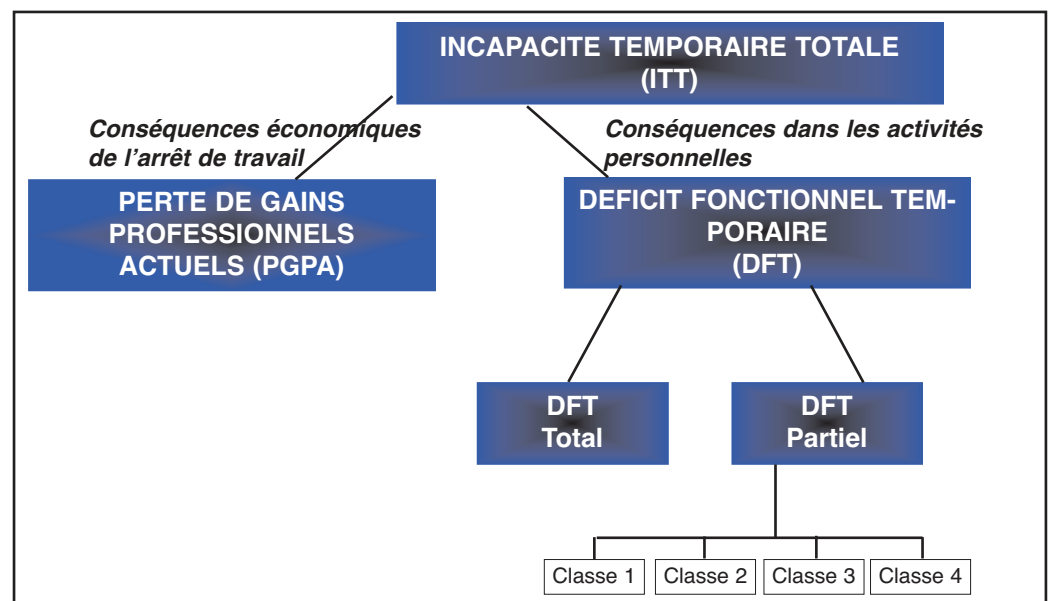 INCAPACITE TEMPORAIRE TOTALE
(ITT)
Conséquences économiques
de l'arrêt de travail
Conséquences dans les activités
personnelles
PERTE DE GAINS
PROFESSIONNELS
ACTUELS (PGPA)
DEFICIT FONCTIONNEL TEM-
PORAIRE
(DFT)
DFT
Total
DFT
Partiel
Classe 1
Classe 2
Classe 3
Classe 4